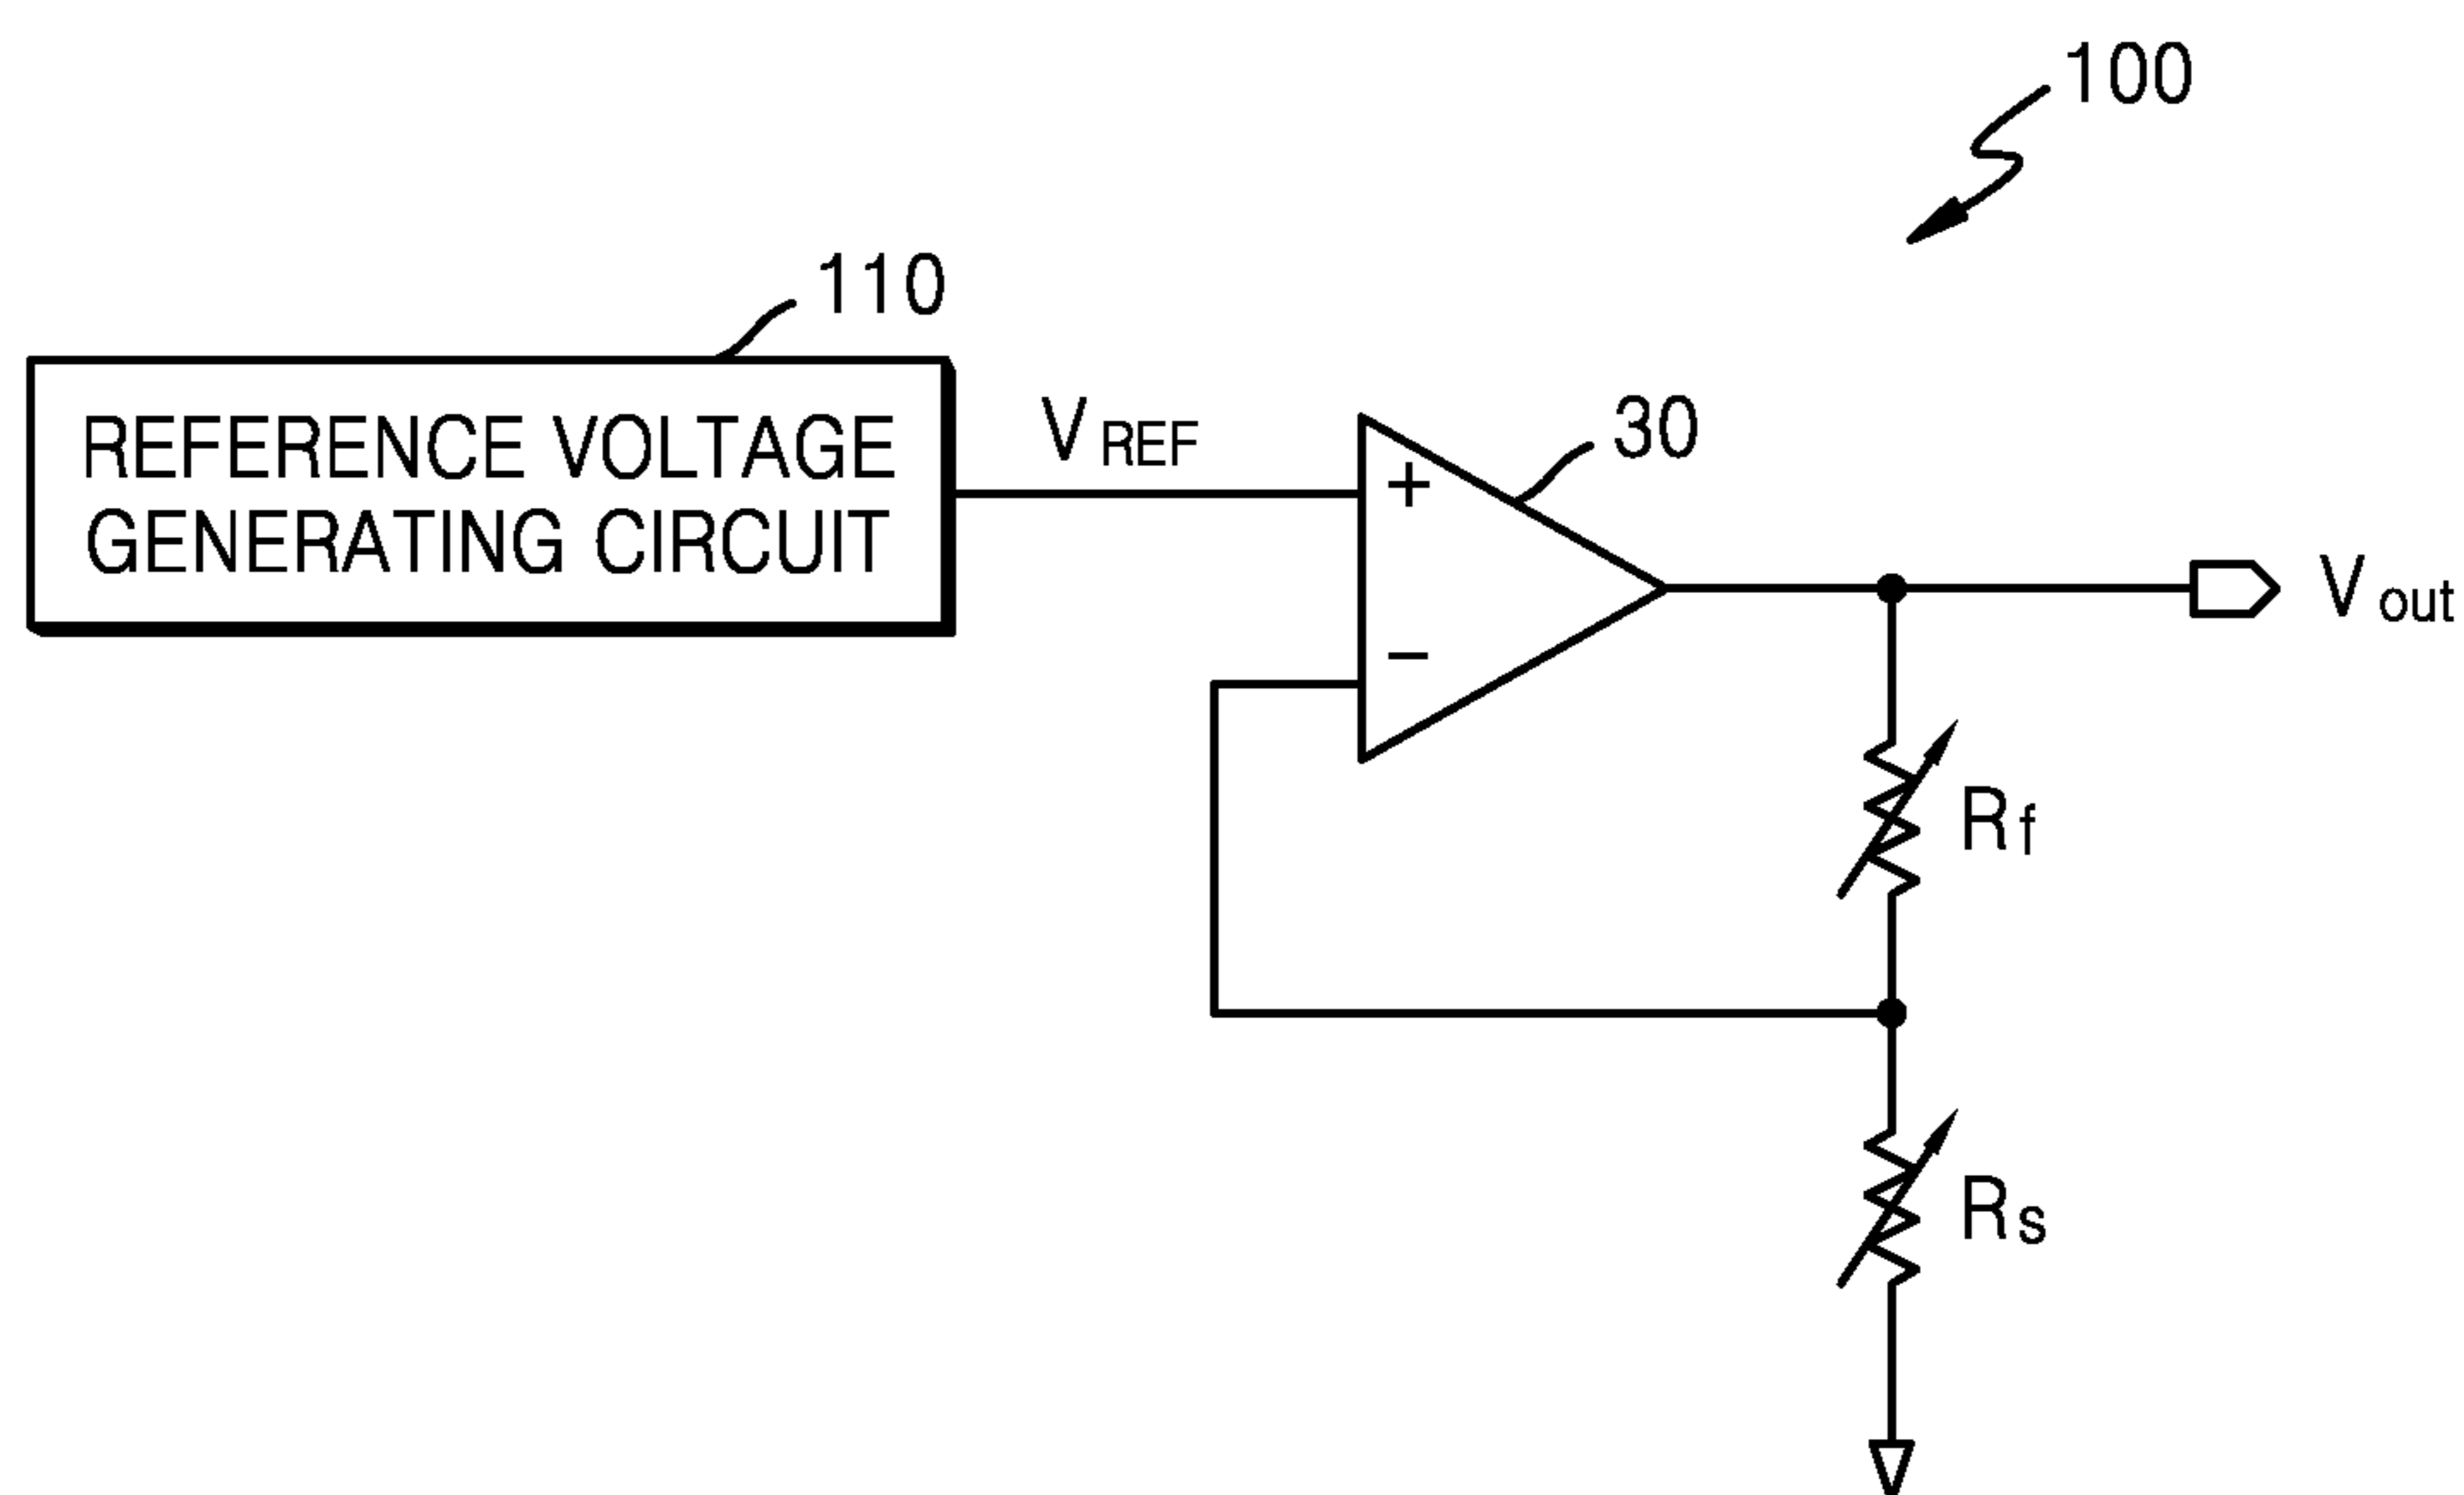 100
110
REFERENCE VOLTAGE
GENERATING CIRCUIT
VREF
30
+
−
Vout
Rf
Rs